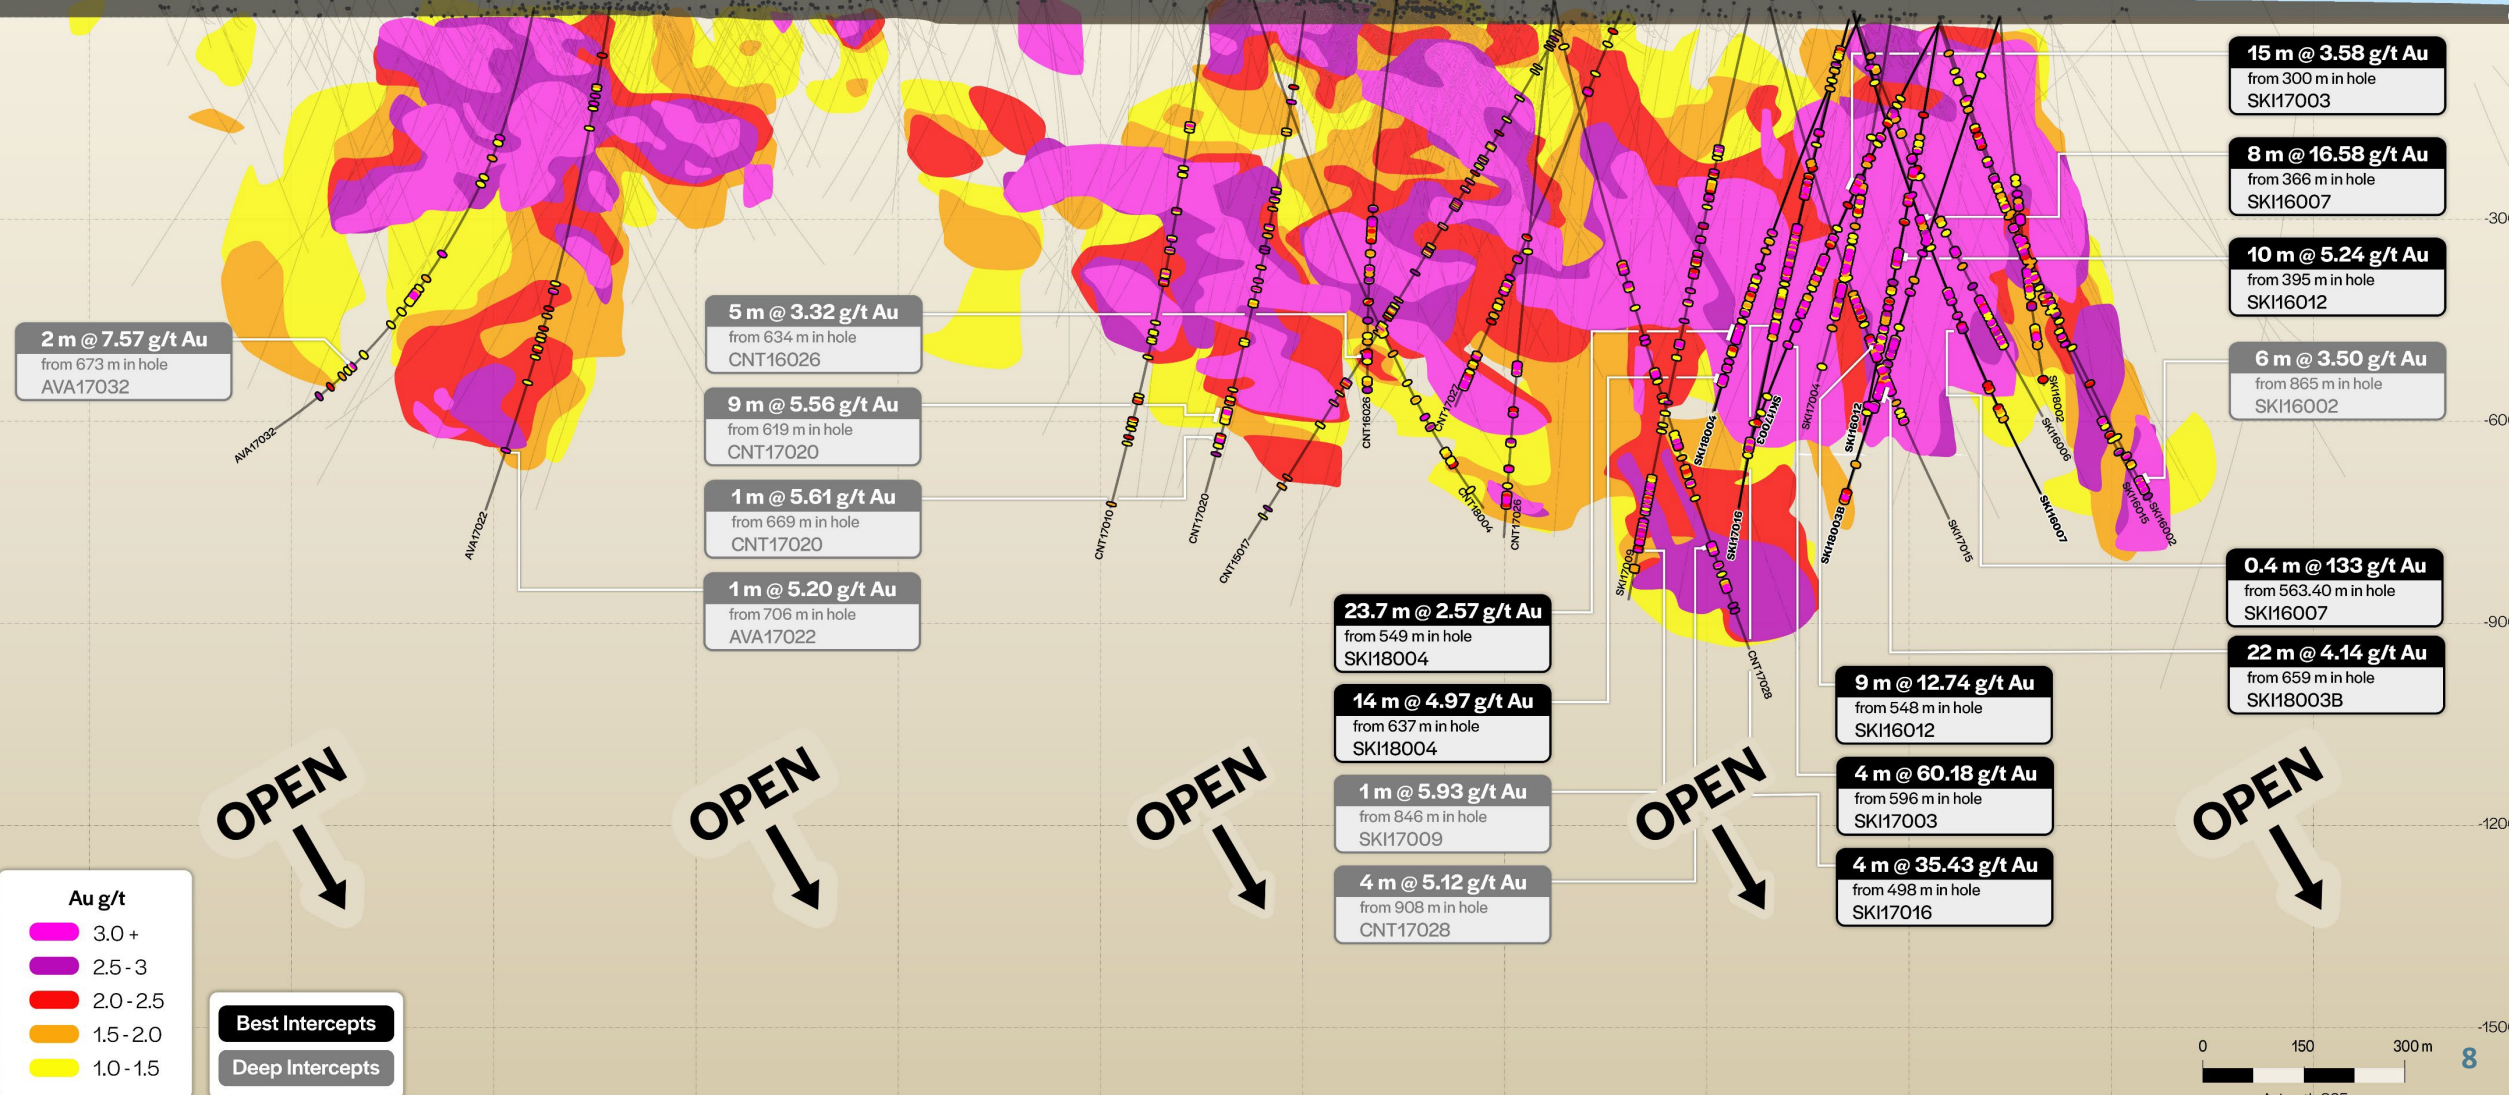 15 m @ 3.58 g/t Au
from 300 m in hole
SKI17003
8 m @ 16.58 g/t Au
from 366 m in hole
SKI16007
-30
10 m @ 5.24 g/t Au
from 395 m in hole
SKI16012
2 m @ 7.57 g/t Au
from 673 m in hole
AVA17032
5 m @ 3.32 g/t Au
from 634 m in hole
CNT16026
6 m @ 3.50 g/t Au
from 865 m in hole
SKI16002
9 m @ 5.56 g/t Au
from 619 m in hole
CNT17020
-60
1 m @ 5.61 g/t Au
from 669 m in hole
CNT17020
1 m @ 5.20 g/t Au
from 706 m in hole
AVA17022
AVA17032
AVA17022
CNT17010
CNT17020
CNT15017
CNT16026
CNT17027
CNT18004
CNT17026
SKI17009
SKI18004
SKI17003
SKI17016
CNT17028
SKI17004
SKI16012
SKI18003B
SKI17015
SKI18002
SKI16006
SKI16007
SKI16015
SKI16002
0.4 m @ 133 g/t Au
from 563.40 m in hole
SKI16007
-90
23.7 m @ 2.57 g/t Au
from 549 m in hole
SKI18004
22 m @ 4.14 g/t Au
from 659 m in hole
SKI18003B
14 m @ 4.97 g/t Au
from 637 m in hole
SKI18004
9 m @ 12.74 g/t Au
from 548 m in hole
SKI16012
1 m @ 5.93 g/t Au
from 846 m in hole
SKI17009
4 m @ 60.18 g/t Au
from 596 m in hole
SKI17003
4 m @ 5.12 g/t Au
from 908 m in hole
CNT17028
4 m @ 35.43 g/t Au
from 498 m in hole
SKI17016
OPEN
OPEN
OPEN
OPEN
OPEN
-120
Au g/t
3.0 +
2.5 - 3
2.0 - 2.5
1.5 - 2.0
1.0 - 1.5
Best Intercepts
Deep Intercepts
-150
0 150 300 m
8